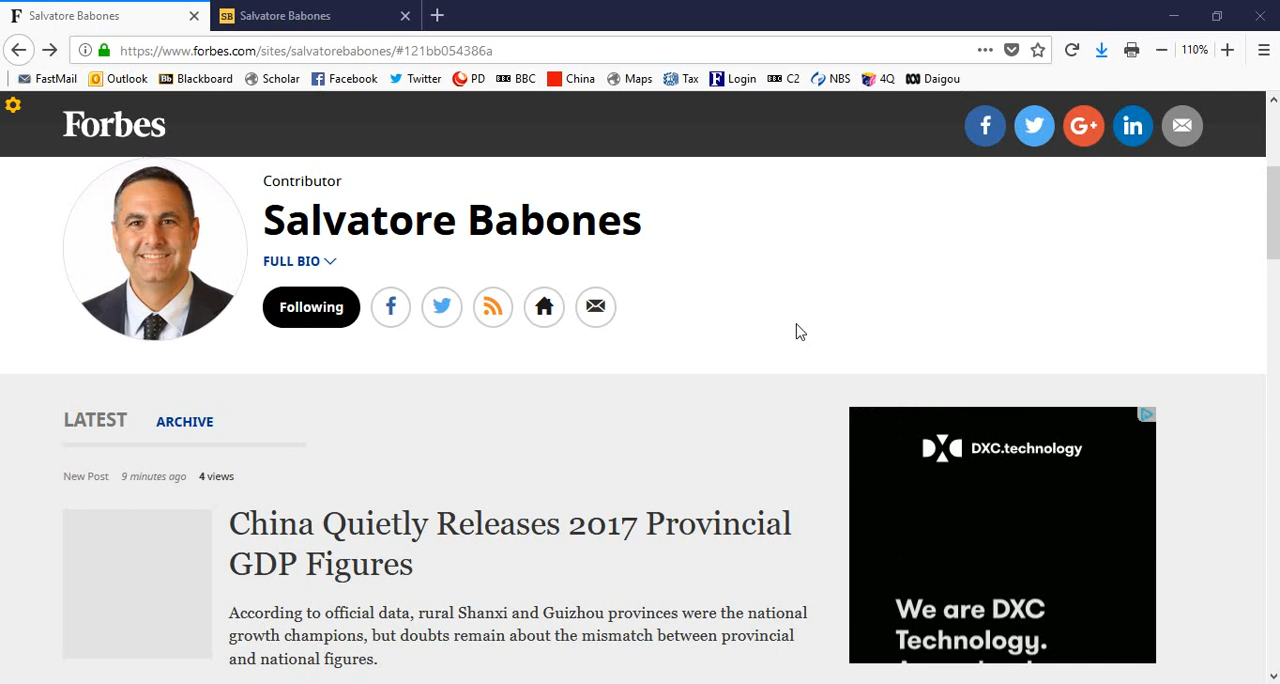 Salvatore Babones
SB Salvatore Babones
https://www.forbes.com/sites/salvatorebabones/#121bb054386a
110%
FastMail Outlook Blackboard Scholar Facebook Twitter PD BBC China Maps Tax Login C2 NBS 4Q Daigou
Forbes
Contributor
Salvatore Babones
FULL BIO
Following
LATEST ARCHIVE
New Post 9 minutes ago 4 views
China Quietly Releases 2017 Provincial
GDP Figures
According to official data, rural Shanxi and Guizhou provinces were the national
growth champions, but doubts remain about the mismatch between provincial
and national figures.
DXC.technology
We are DXC
Technology.